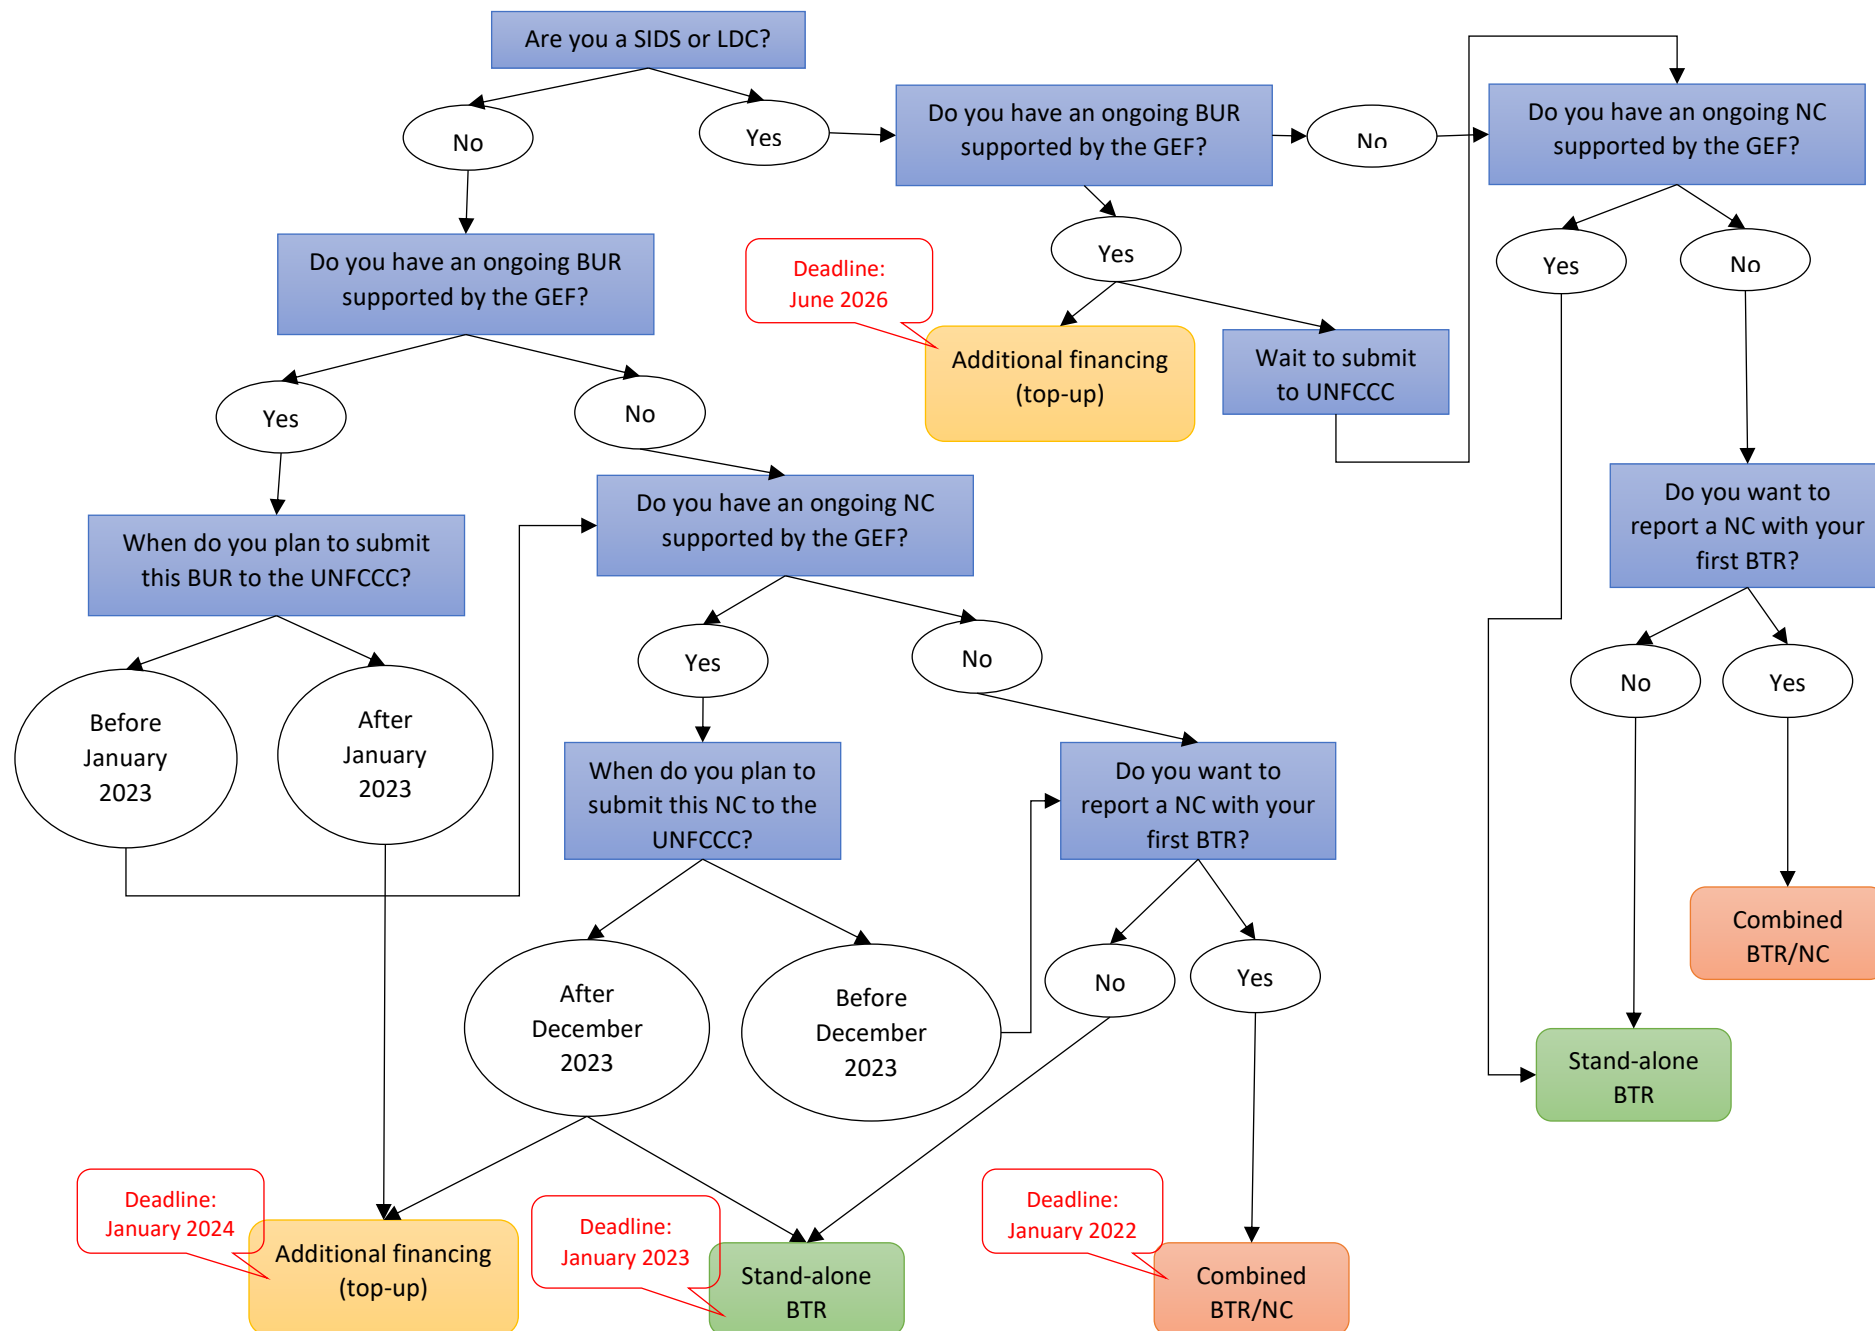 Are you a SIDS or LDC?
No
Yes
Do you have an ongoing BUR
supported by the GEF?
No
Do you have an ongoing NC
supported by the GEF?
Yes
Deadline:
June 2026
Additional financing
(top-up)
Wait to submit
to UNFCCC
Yes
No
Do you want to
report a NC with your
first BTR?
No
Yes
Combined
BTR/NC
Stand-alone
BTR
Do you have an ongoing BUR
supported by the GEF?
Yes
No
When do you plan to submit
this BUR to the UNFCCC?
Before
January
2023
After
January
2023
Do you have an ongoing NC
supported by the GEF?
Yes
No
When do you plan to
submit this NC to the
UNFCCC?
Do you want to
report a NC with your
first BTR?
After
December
2023
Before
December
2023
No
Yes
Deadline:
January 2024
Additional financing
(top-up)
Deadline:
January 2023
Stand-alone
BTR
Deadline:
January 2022
Combined
BTR/NC